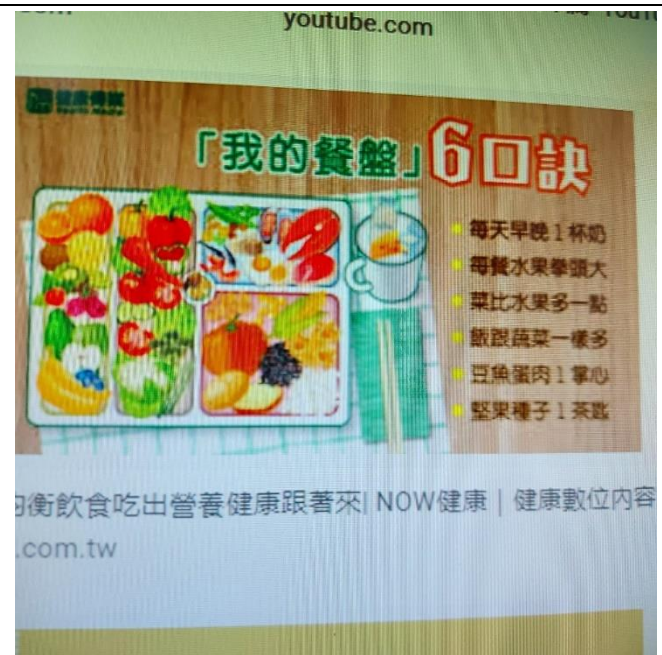 youtube.com
「我的餐盤」6口訣
每天早晚1杯奶
每餐水果拳頭大
菜比水果多一點
飯跟蔬菜一樣多
豆魚蛋肉1掌心
堅果種子1茶匙
衡飲食吃出營養健康跟著來| NOW健康｜健康數位內容
.com.tw